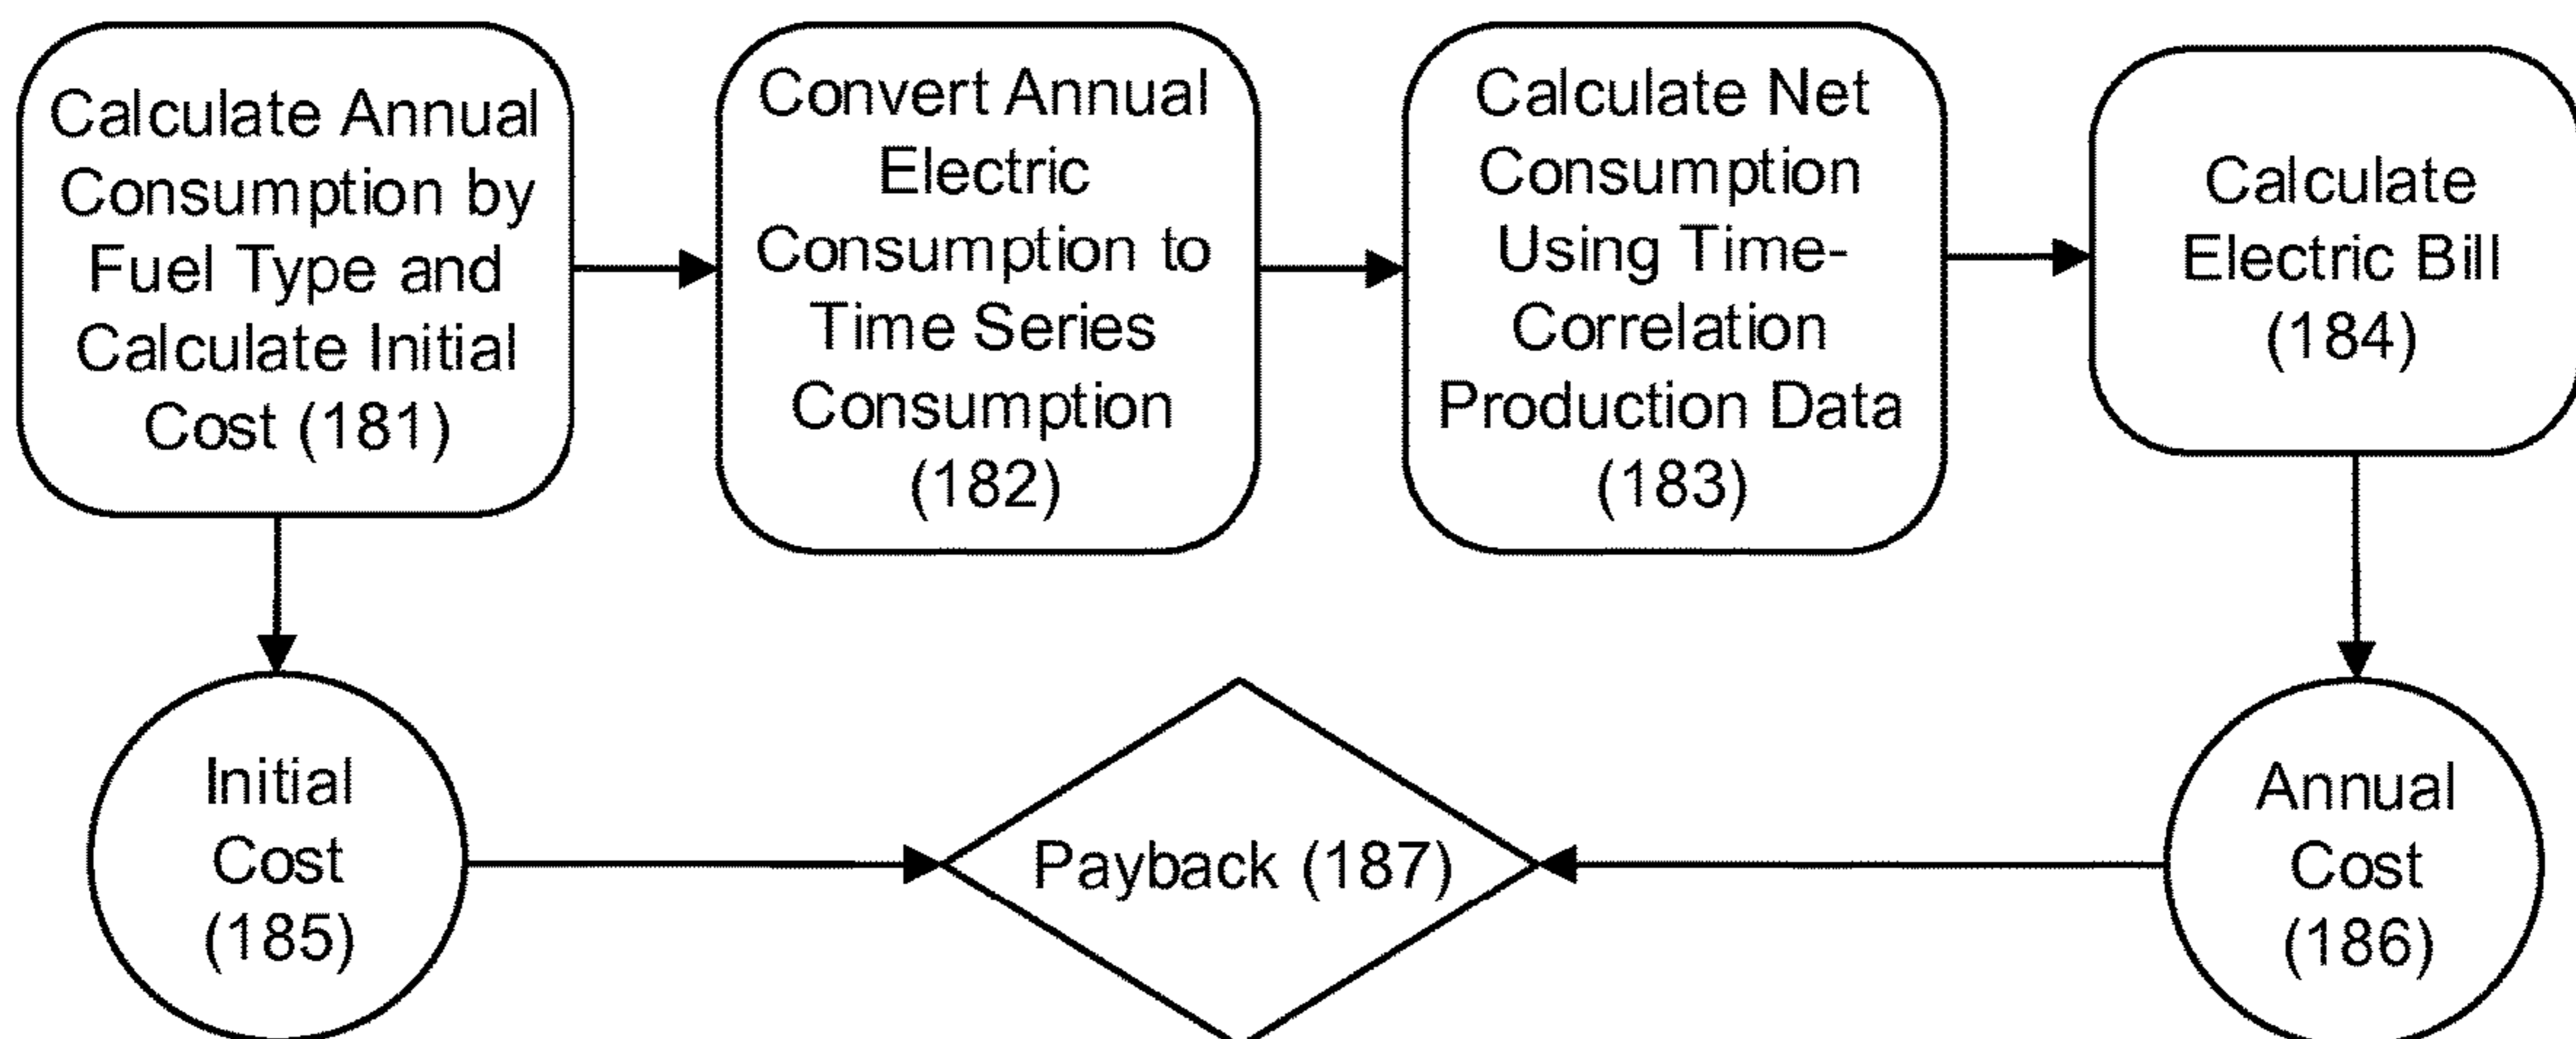 Calculate Annual
Consumption by
Fuel Type and
Calculate Initial
Cost (181)
Convert Annual
Electric
Consumption to
Time Series
Consumption
(182)
Calculate Net
Consumption
Using Time-
Correlation
Production Data
(183)
Calculate
Electric Bill
(184)
Initial
Cost
(185)
Payback (187)
Annual
Cost
(186)